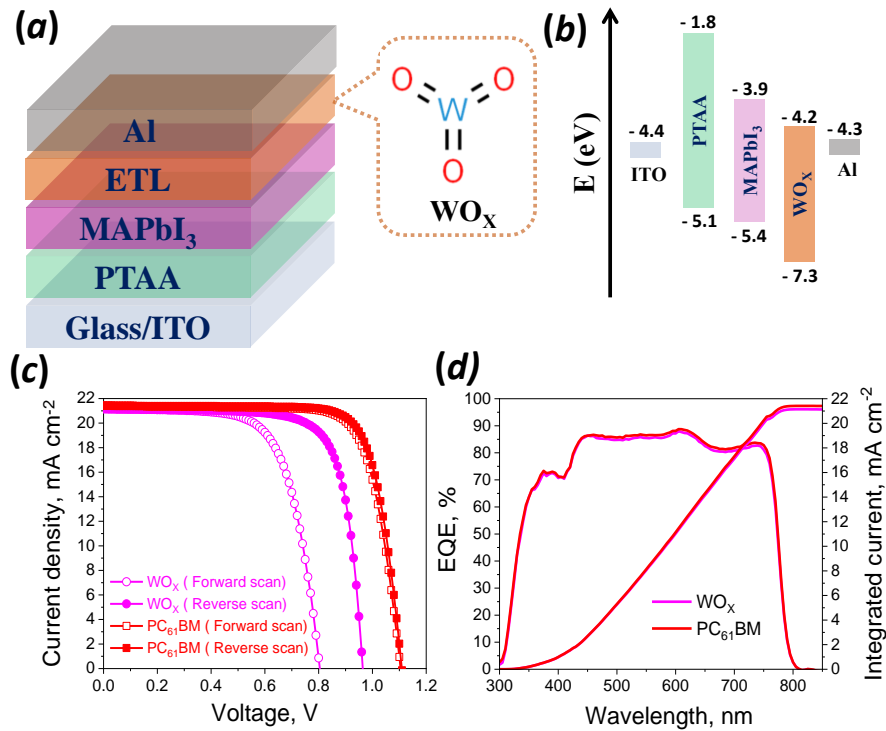 (a)
Al
ETL
MAPbI₃
PTAA
Glass/ITO
O O
W
O
WOX
(b)
E (eV)
- 4.4
ITO
- 1.8
PTAA
- 5.1
- 3.9
MAPbI₃
- 5.4
- 4.2
WOX
- 7.3
- 4.3
Al
(c)
Current density, mA cm⁻²
22
20
18
16
14
12
10
8
6
4
2
0
WOX ( Forward scan)
WOX ( Reverse scan)
PC₆₁BM ( Forward scan)
PC₆₁BM ( Reverse scan)
0.0 0.2 0.4 0.6 0.8 1.0 1.2
Voltage, V
(d)
EQE, %
100
90
80
70
60
50
40
30
20
10
0
WOX
PC₆₁BM
300 400 500 600 700 800
Wavelength, nm
22
20
18
16
14
12
10
8
6
4
2
0
Integrated current, mA cm⁻²